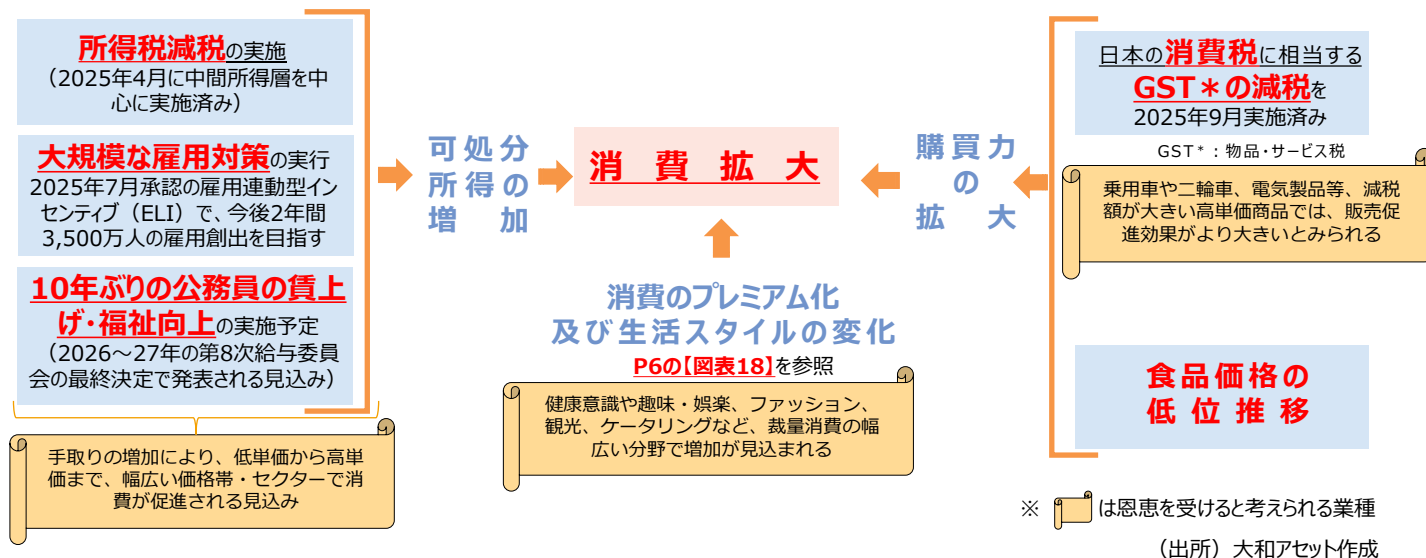 所得税減税の実施
（2025年4月に中間所得層を中
心に実施済み）
大規模な雇用対策の実行
2025年7月承認の雇用連動型イン
センティブ（ELI）で、今後2年間
3,500万人の雇用創出を目指す
10年ぶりの公務員の賃上
げ・福祉向上の実施予定
（2026～27年の第8次給与委員
会の最終決定で発表される見込み）
手取りの増加により、低単価から高単
価まで、幅広い価格帯・セクターで消
費が促進される見込み
可処分
所得の
増加
消費拡大
消費のプレミアム化
及び生活スタイルの変化
P6の【図表18】を参照
健康意識や趣味・娯楽、ファッション、
観光、ケータリングなど、裁量消費の幅
広い分野で増加が見込まれる
購買力
の
拡大
日本の消費税に相当する
GST＊の減税を
2025年9月実施済み
GST*：物品・サービス税
乗用車や二輪車、電気製品等、減税
額が大きい高単価商品では、販売促
進効果がより大きいとみられる
食品価格の
低位推移
※ は恩恵を受けると考えられる業種
（出所）大和アセット作成